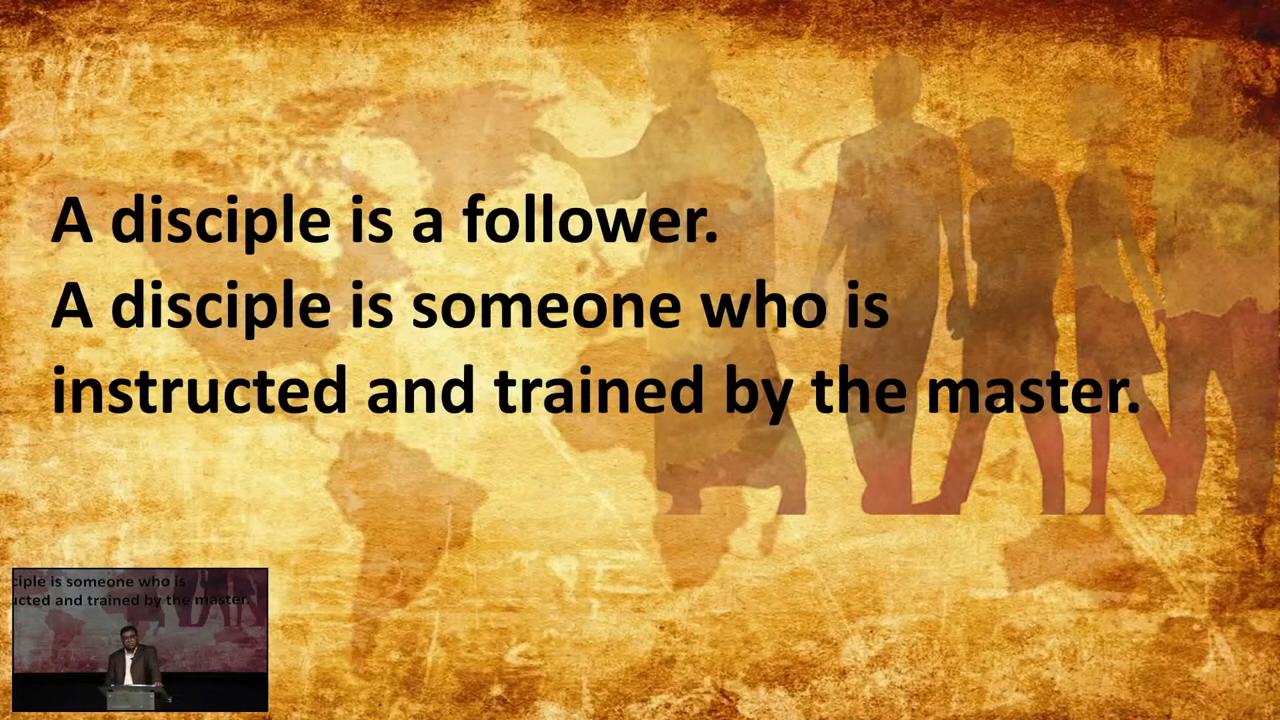 A disciple is a follower.
A disciple is someone who is
instructed and trained by the master.
ciple is someone who is
ucted and trained by the master.